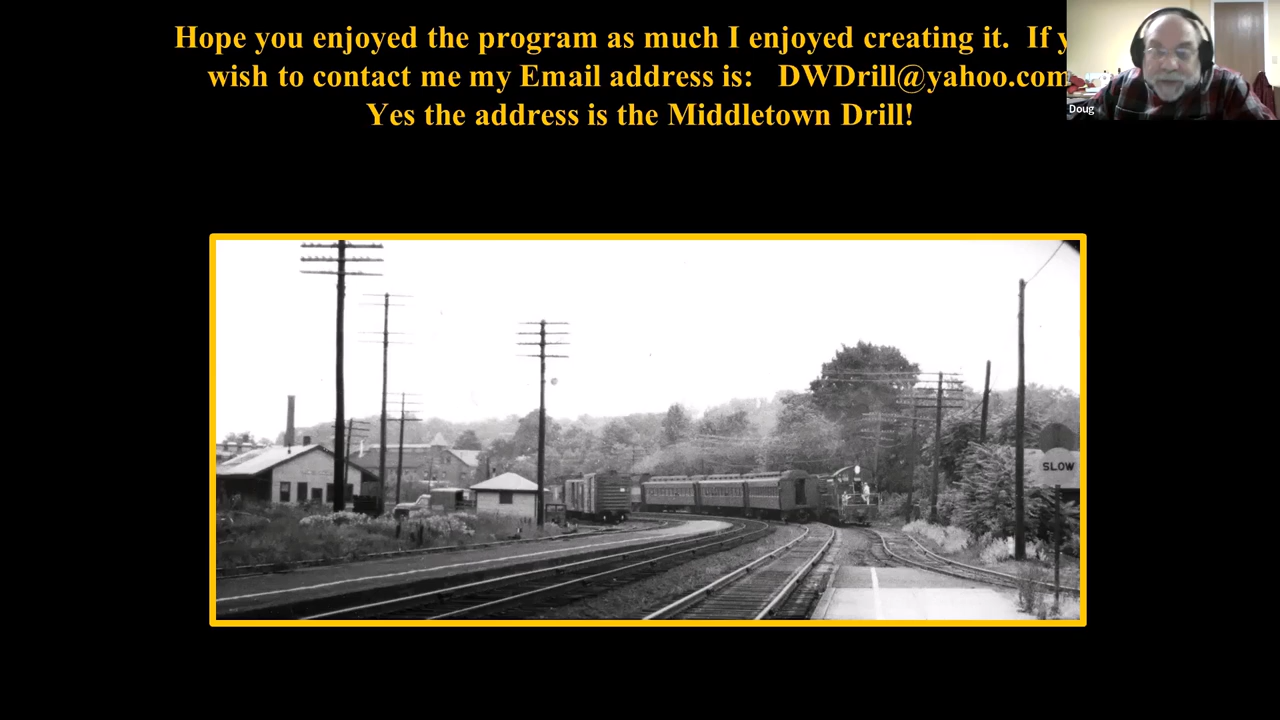 Hope you enjoyed the program as much I enjoyed creating it. If y
wish to contact me my Email address is: DWDrill@yahoo.com
Yes the address is the Middletown Drill!
Doug
SLOW